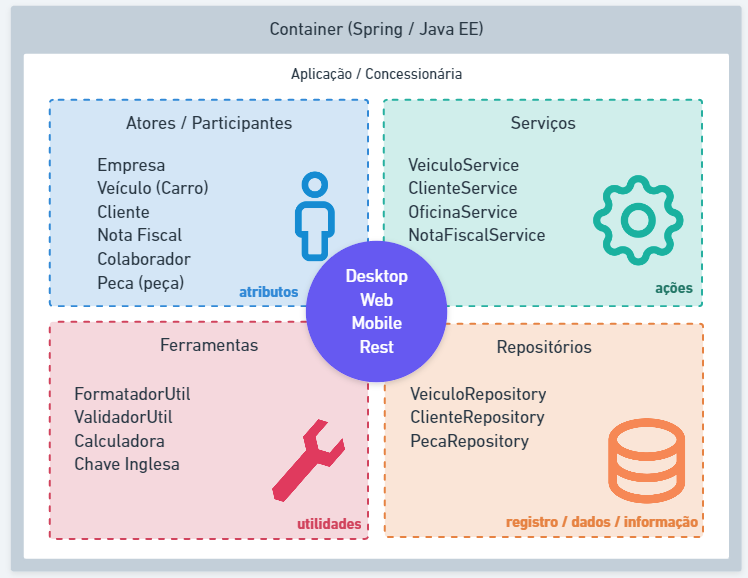 Container (Spring / Java EE)
Aplicação / Concessionária
Atores / Participantes
Empresa
Veículo (Carro)
Cliente
Nota Fiscal
Colaborador
Peca (peça)
atributos
Serviços
VeiculoService
ClienteService
OficinaService
NotaFiscalService
ações
Desktop
Web
Mobile
Rest
Ferramentas
FormatadorUtil
ValidadorUtil
Calculadora
Chave Inglesa
utilidades
Repositórios
VeiculoRepository
ClienteRepository
PecaRepository
registro / dados / informação